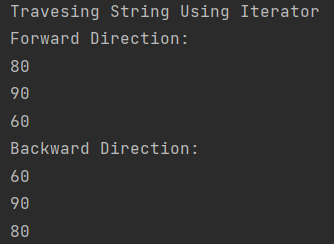 Travesing String Using Iterator
Forward Direction:
80
90
60
Backward Direction:
60
90
80